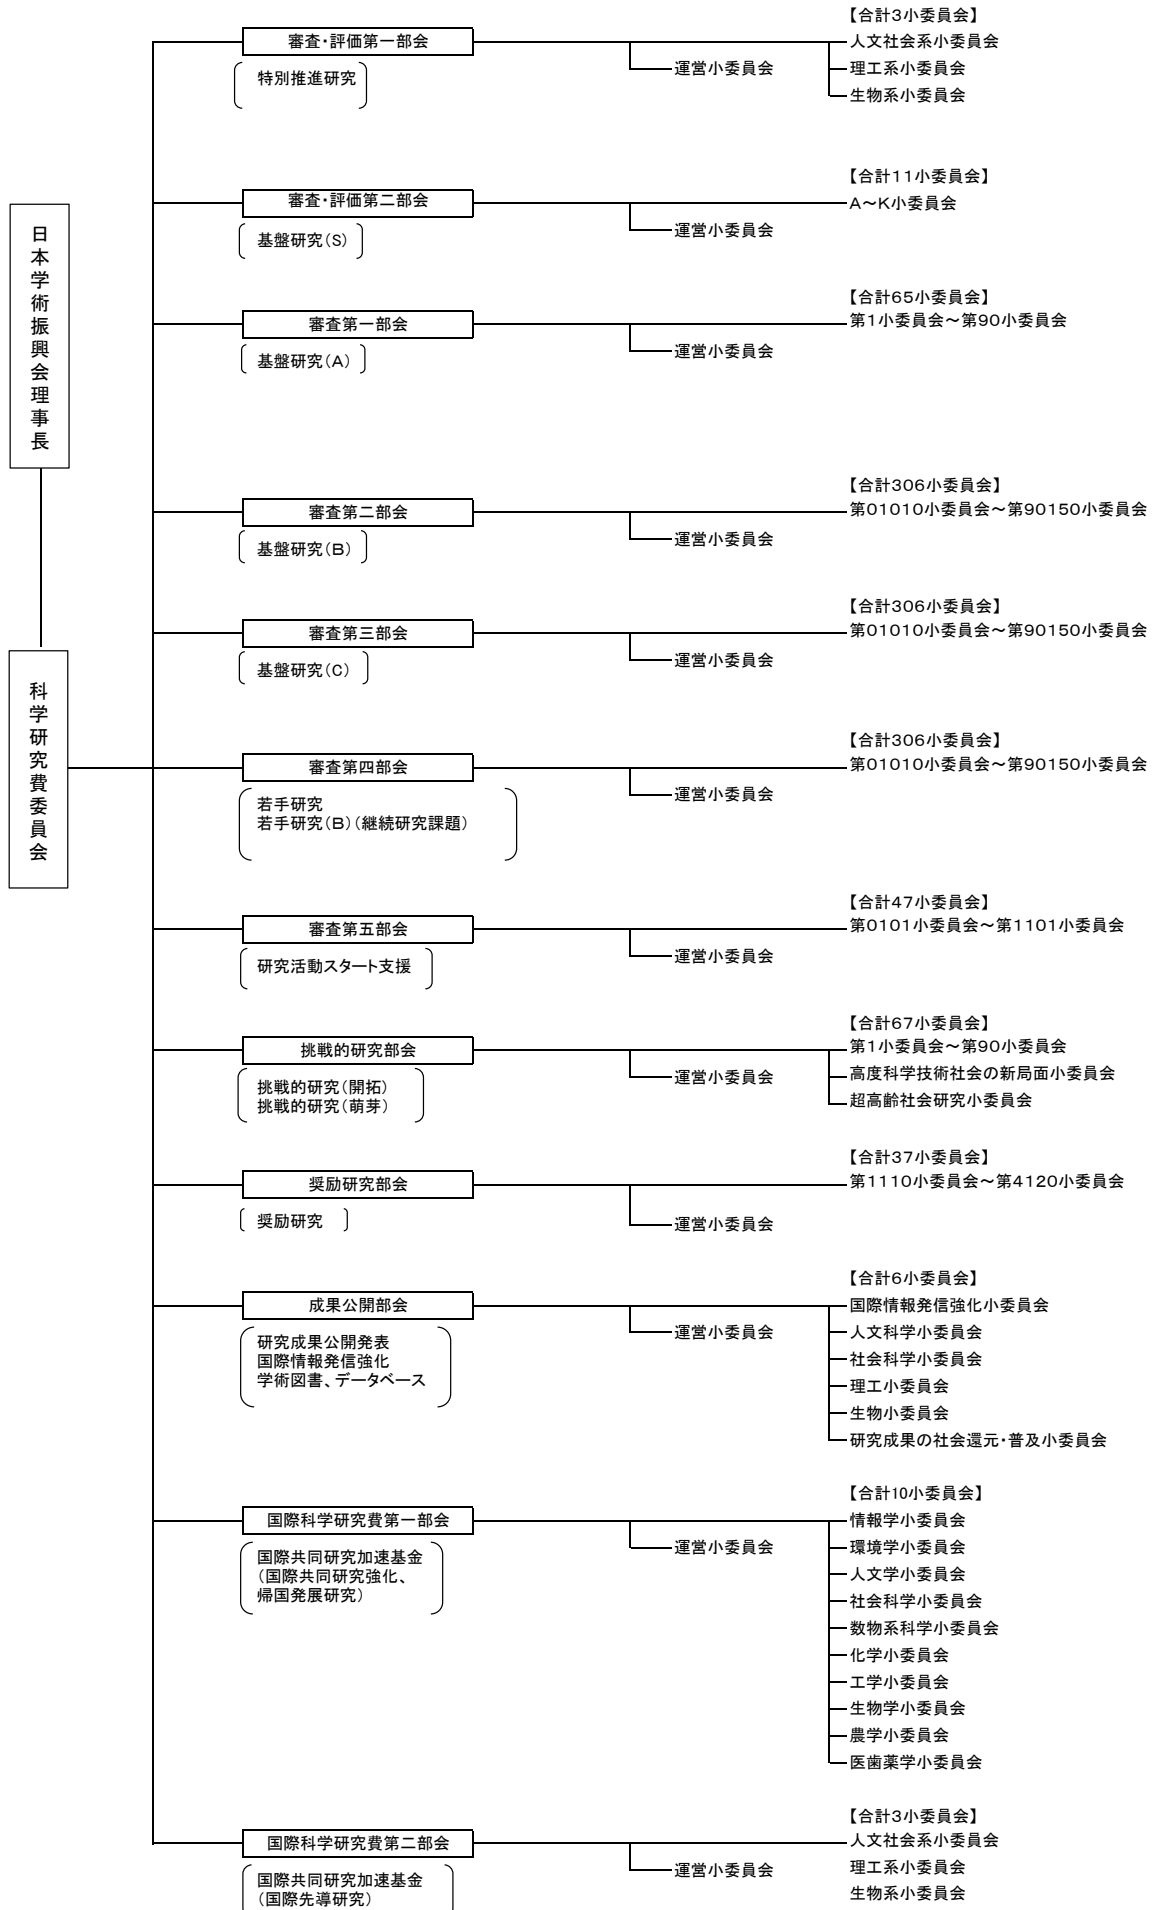 日本学術振興会理事長
科学研究費委員会
【合計3小委員会】
審査・評価第一部会
人文社会系小委員会
特別推進研究
運営小委員会
理工系小委員会
生物系小委員会
【合計11小委員会】
審査・評価第二部会
A～K小委員会
基盤研究（S）
運営小委員会
【合計65小委員会】
審査第一部会
第1小委員会～第90小委員会
基盤研究（A）
運営小委員会
【合計306小委員会】
審査第二部会
第01010小委員会～第90150小委員会
基盤研究（B）
運営小委員会
【合計306小委員会】
審査第三部会
第01010小委員会～第90150小委員会
基盤研究（C）
運営小委員会
【合計306小委員会】
審査第四部会
第01010小委員会～第90150小委員会
若手研究
若手研究（B）（継続研究課題）
運営小委員会
【合計47小委員会】
審査第五部会
第0101小委員会～第1101小委員会
研究活動スタート支援
運営小委員会
【合計67小委員会】
挑戦的研究部会
第1小委員会～第90小委員会
挑戦的研究（開拓）
挑戦的研究（萌芽）
運営小委員会
高度科学技術社会の新局面小委員会
超高齢社会研究小委員会
【合計37小委員会】
奨励研究部会
第1110小委員会～第4120小委員会
奨励研究
運営小委員会
【合計6小委員会】
成果公開部会
国際情報発信強化小委員会
研究成果公開発表
国際情報発信強化
学術図書、データベース
運営小委員会
人文科学小委員会
社会科学小委員会
理工小委員会
生物小委員会
研究成果の社会還元・普及小委員会
【合計10小委員会】
国際科学研究費第一部会
情報学小委員会
国際共同研究加速基金
（国際共同研究強化、
帰国発展研究）
運営小委員会
環境学小委員会
人文学小委員会
社会科学小委員会
数物系科学小委員会
化学小委員会
工学小委員会
生物学小委員会
農学小委員会
医歯薬学小委員会
【合計3小委員会】
国際科学研究費第二部会
人文社会系小委員会
国際共同研究加速基金
（国際先導研究）
運営小委員会
理工系小委員会
生物系小委員会